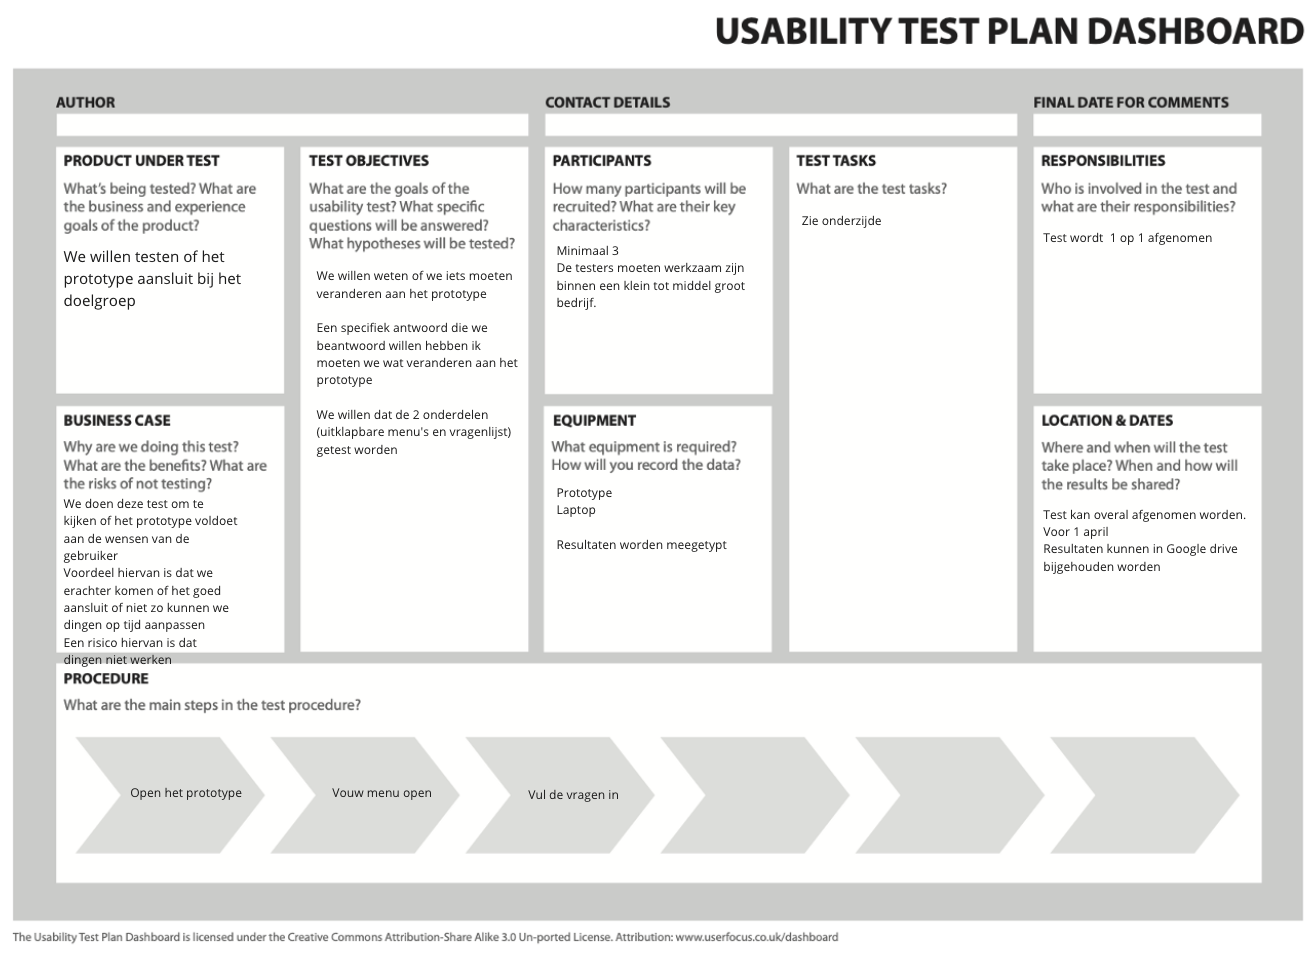 USABILITY TEST PLAN DASHBOARD
AUTHOR
CONTACT DETAILS
FINAL DATE FOR COMMENTS
PRODUCT UNDER TEST
What's being tested? What are
the business and experience
goals of the product?
We willen testen of het
prototype aansluit bij het
doelgroep
BUSINESS CASE
Why are we doing this test?
What are the benefits? What are
the risks of not testing?
We doen deze test om te
kijken of het prototype voldoet
aan de wensen van de
gebruiker
Voordeel hiervan is dat we
erachter komen of het goed
aansluit of niet zo kunnen we
dingen op tijd aanpassen
Een risico hiervan is dat
dingen niet werken
TEST OBJECTIVES
What are the goals of the
usability test? What specific
questions will be answered?
What hypotheses will be tested?
We willen weten of we iets moeten
veranderen aan het prototype
Een specifiek antwoord die we
beantwoord willen hebben ik
moeten we wat veranderen aan het
prototype
We willen dat de 2 onderdelen
(uitklapbare menu's en vragenlijst)
getest worden
PARTICIPANTS
How many participants will be
recruited? What are their key
characteristics?
Minimaal 3
De testers moeten werkzaam zijn
binnen een klein tot middel groot
bedrijf.
EQUIPMENT
What equipment is required?
How will you record the data?
Prototype
Laptop
Resultaten worden meegetypt
TEST TASKS
What are the test tasks?
Zie onderzijde
RESPONSIBILITIES
Who is involved in the test and
what are their responsibilities?
Test wordt 1 op 1 afgenomen
LOCATION & DATES
Where and when will the test
take place? When and how will
the results be shared?
Test kan overal afgenomen worden.
Voor 1 april
Resultaten kunnen in Google drive
bijgehouden worden
PROCEDURE
What are the main steps in the test procedure?
Open het prototype
Vouw menu open
Vul de vragen in
The Usability Test Plan Dashboard is licensed under the Creative Commons Attribution-Share Alike 3.0 Un-ported License. Attribution: www.userfocus.co.uk/dashboard